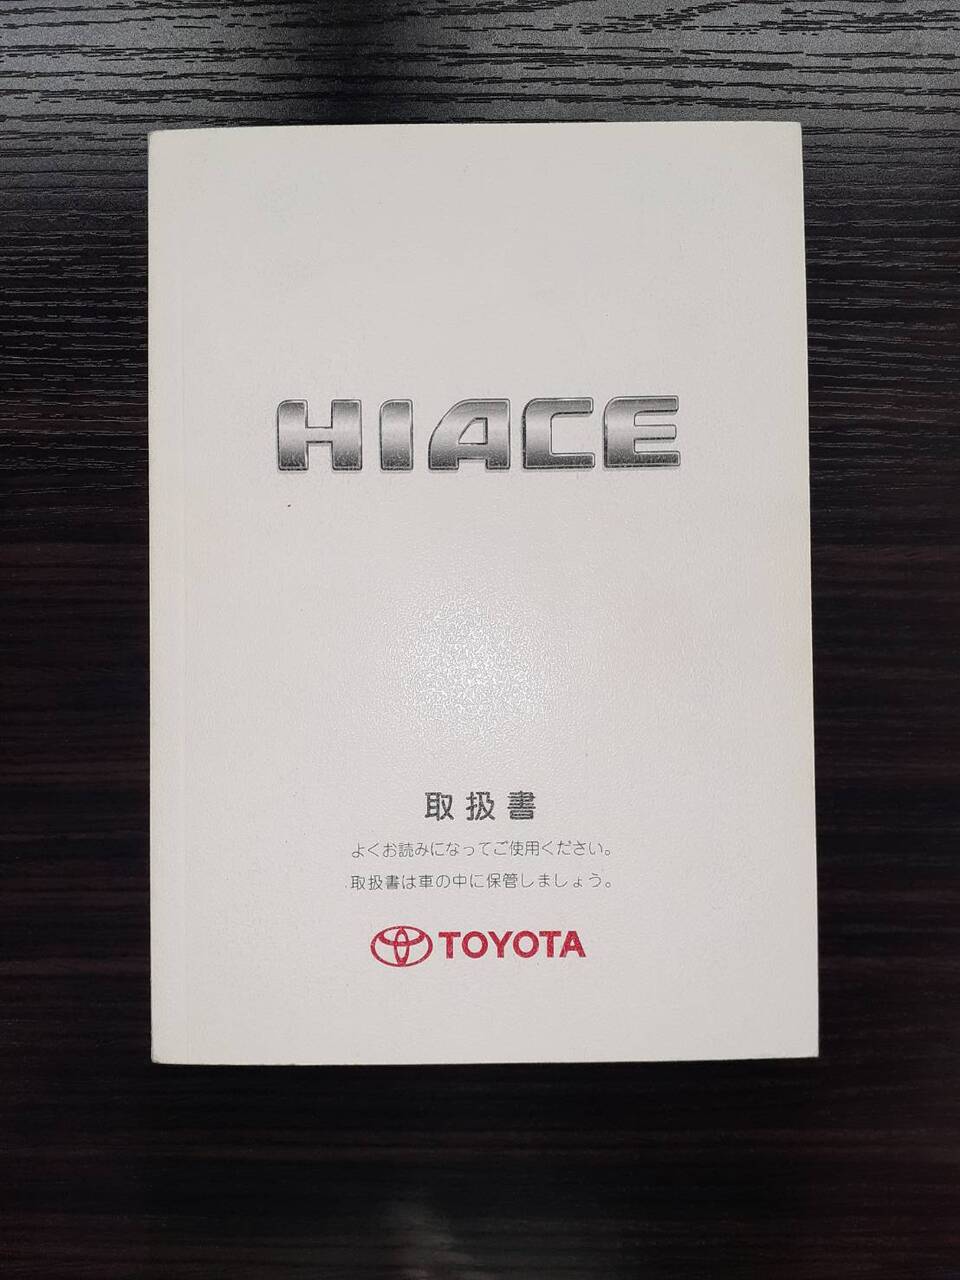 HIACE
取扱書
よくお読みになってご使用ください。
取扱書は車の中に保管しましょう。
TOYOTA